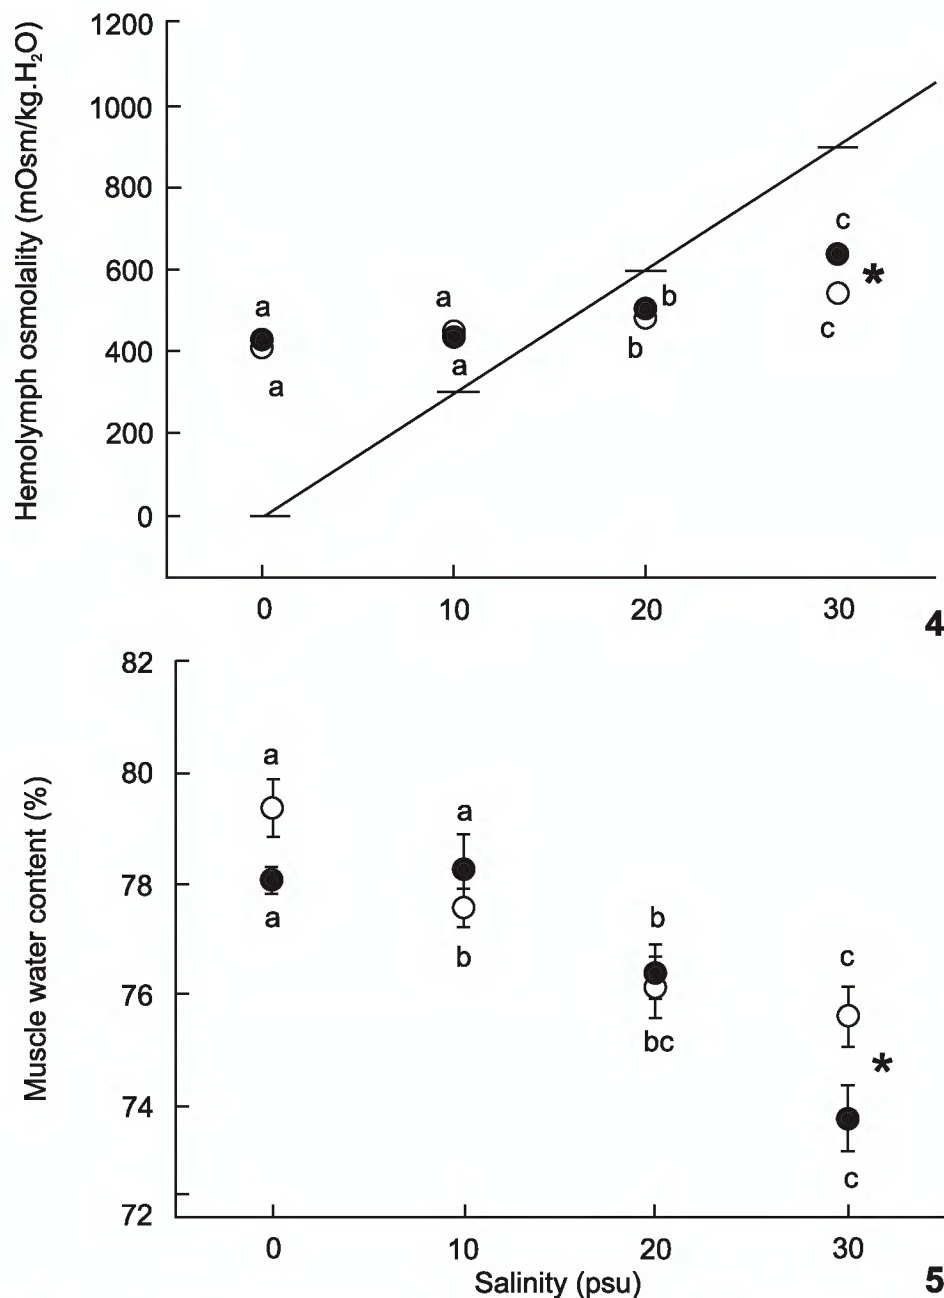 Hemolymph osmolality (mOsm/kg.H₂O)
1200
1000
800
600
400
200
0
a
a
a
a
b
b
c
*
c
0 10 20 30
4
Muscle water content (%)
82
80
78
76
74
72
a
a
a
b
b
bc
c
*
c
0 10 20 30
Salinity (psu)
5